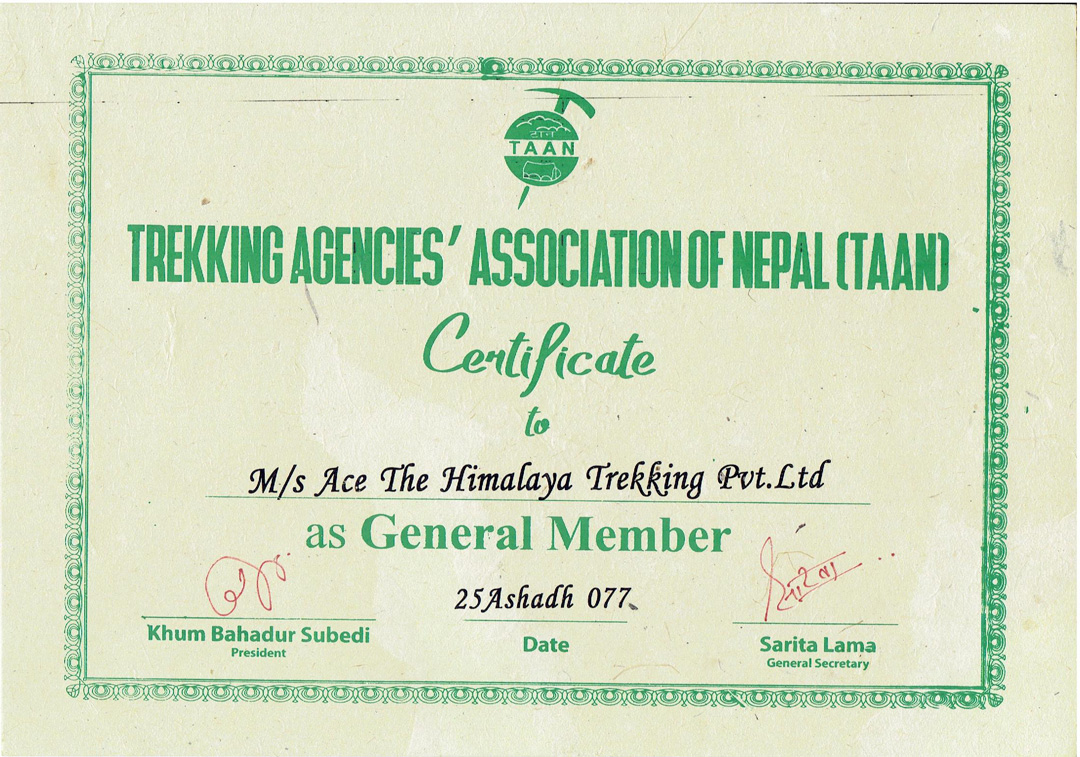 TAAN
TREKKING AGENCIES' ASSOCIATION OF NEPAL (TAAN)
Certificate
to
M/s Ace The Himalaya Trekking Pvt.Ltd
as General Member
25Ashadh 077
Khum Bahadur Subedi
President
Date
Sarita Lama
General Secretary